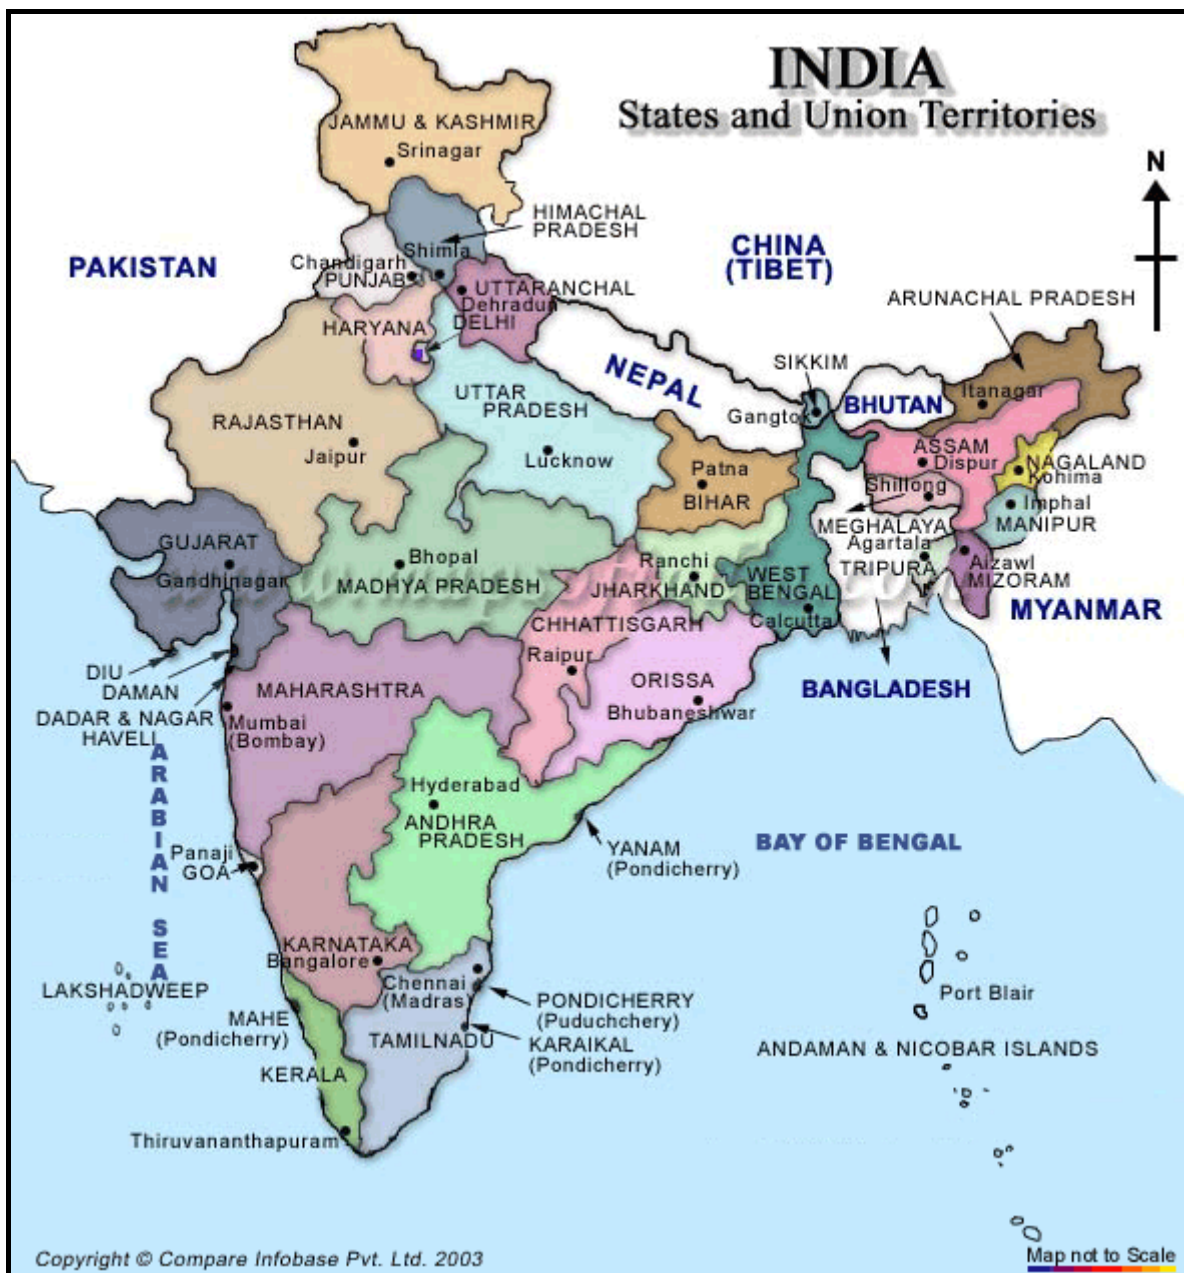 INDIA
States and Union Territories
N
JAMMU & KASHMIR
Srinagar
HIMACHAL
PRADESH
Shimla
PAKISTAN
CHINA
(TIBET)
Chandigarh
PUNJAB
UTTARANCHAL
Dehradun
DELHI
HARYANA
ARUNACHAL PRADESH
Itanagar
NEPAL
SIKKIM
Gangtok
BHUTAN
UTTAR
PRADESH
Lucknow
RAJASTHAN
Jaipur
Patna
BIHAR
ASSAM
Dispur
NAGALAND
Kohima
Shillong
MEGHALAYA
Imphal
MANIPUR
Agartala
TRIPURA
Aizawl
MIZORAM
MYANMAR
GUJARAT
Gandhinagar
Bhopal
MADHYA PRADESH
Ranchi
JHARKHAND
WEST
BENGAL
Calcutta
CHHATTISGARH
Raipur
ORISSA
Bhubaneshwar
BANGLADESH
DIU
DAMAN
DADAR & NAGAR
HAVELI
MAHARASHTRA
Mumbai
(Bombay)
ARABIAN SEA
Hyderabad
ANDHRA
PRADESH
YANAM
(Pondicherry)
BAY OF BENGAL
Panaji
GOA
KARNATAKA
Bangalore
LAKSHADWEEP
MAHE
(Pondicherry)
Chennai
(Madras)
PONDICHERRY
(Puduchchery)
TAMILNADU
KARAIKAL
(Pondicherry)
KERALA
Thiruvananthapuram
Port Blair
ANDAMAN & NICOBAR ISLANDS
Copyright © Compare Infobase Pvt. Ltd. 2003
Map not to Scale